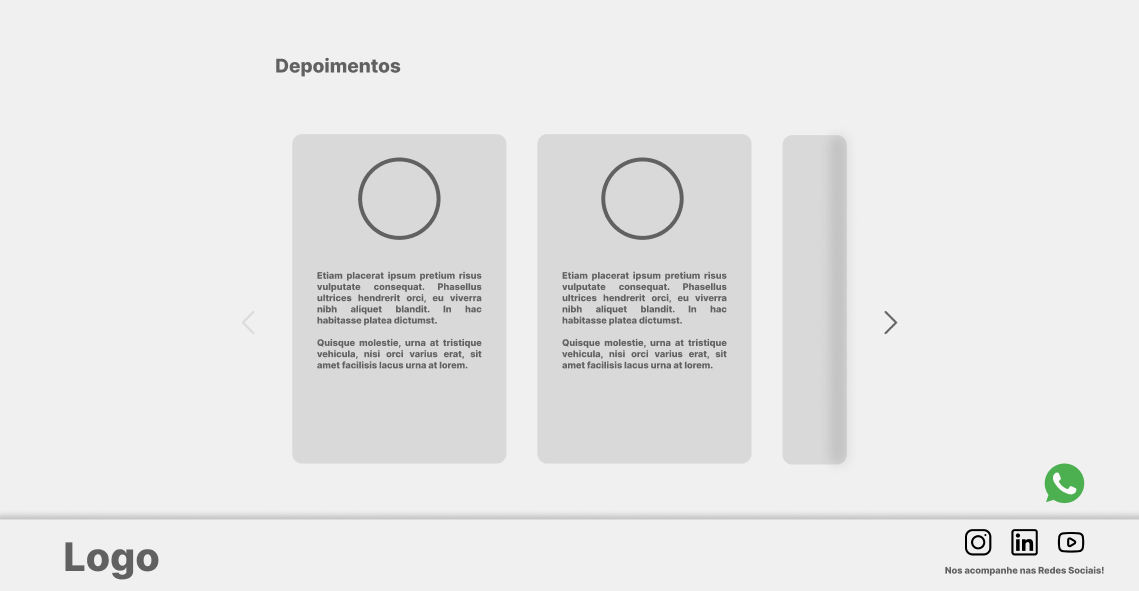 Depoimentos
Etiam placerat ipsum pretium risus
vulputate consequat. Phasellus
ultrices hendrerit orci, eu viverra
nibh aliquet blandit. In hac
habitasse platea dictumst.
Quisque molestie, urna at tristique
vehicula, nisi orci varius erat, sit
amet facilisis lacus urna at lorem.
Etiam placerat ipsum pretium risus
vulputate consequat. Phasellus
ultrices hendrerit orci, eu viverra
nibh aliquet blandit. In hac
habitasse platea dictumst.
Quisque molestie, urna at tristique
vehicula, nisi orci varius erat, sit
amet facilisis lacus urna at lorem.
Logo
in
Nos acompanhe nas Redes Sociais!